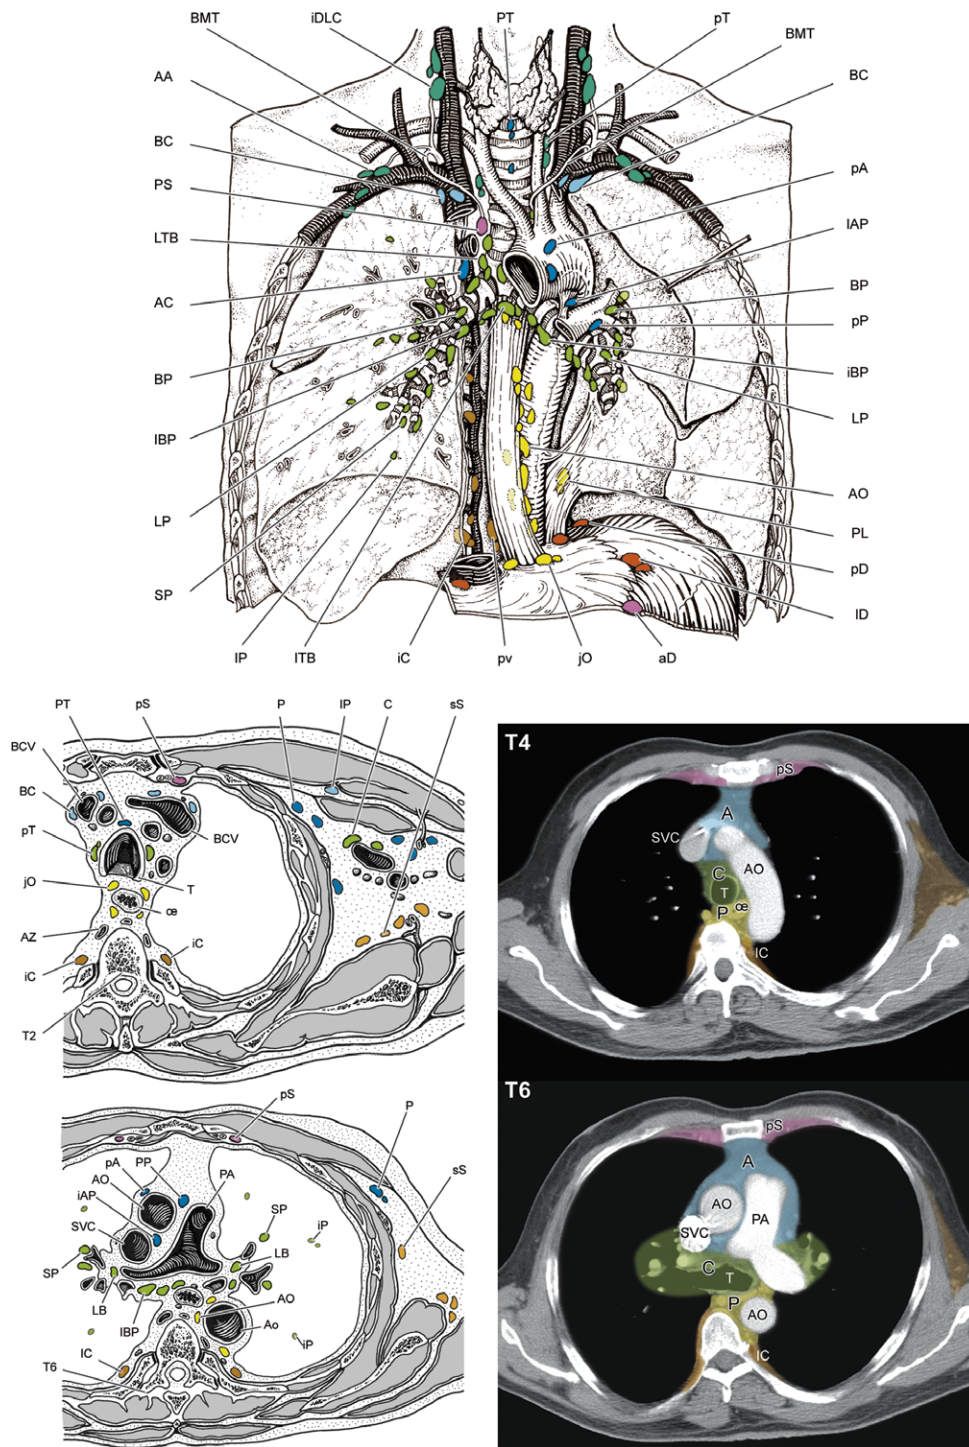 BMT iDLC PT pT BMT
AA
BC
BC
PS
pA
LTB
IAP
AC
BP
pP
BP
iBP
IBP
LP
LP
AO
PL
SP
pD
ID
IP ITB iC pv jO aD
PT pS P IP C sS
BCV
BC
pT
BCV
jO
T
œ
AZ
iC
iC
T2
T4
pS
A
SVC
AO
C
T
P
œ
IC
pS
P
pA
PP
PA
AO
iAP
SVC
SP
sS
iP
SP
LB
LB
IBP
AO
Ao
IC
iP
T6
T6
pS
A
AO
PA
SVC
C
T
P
AO
IC